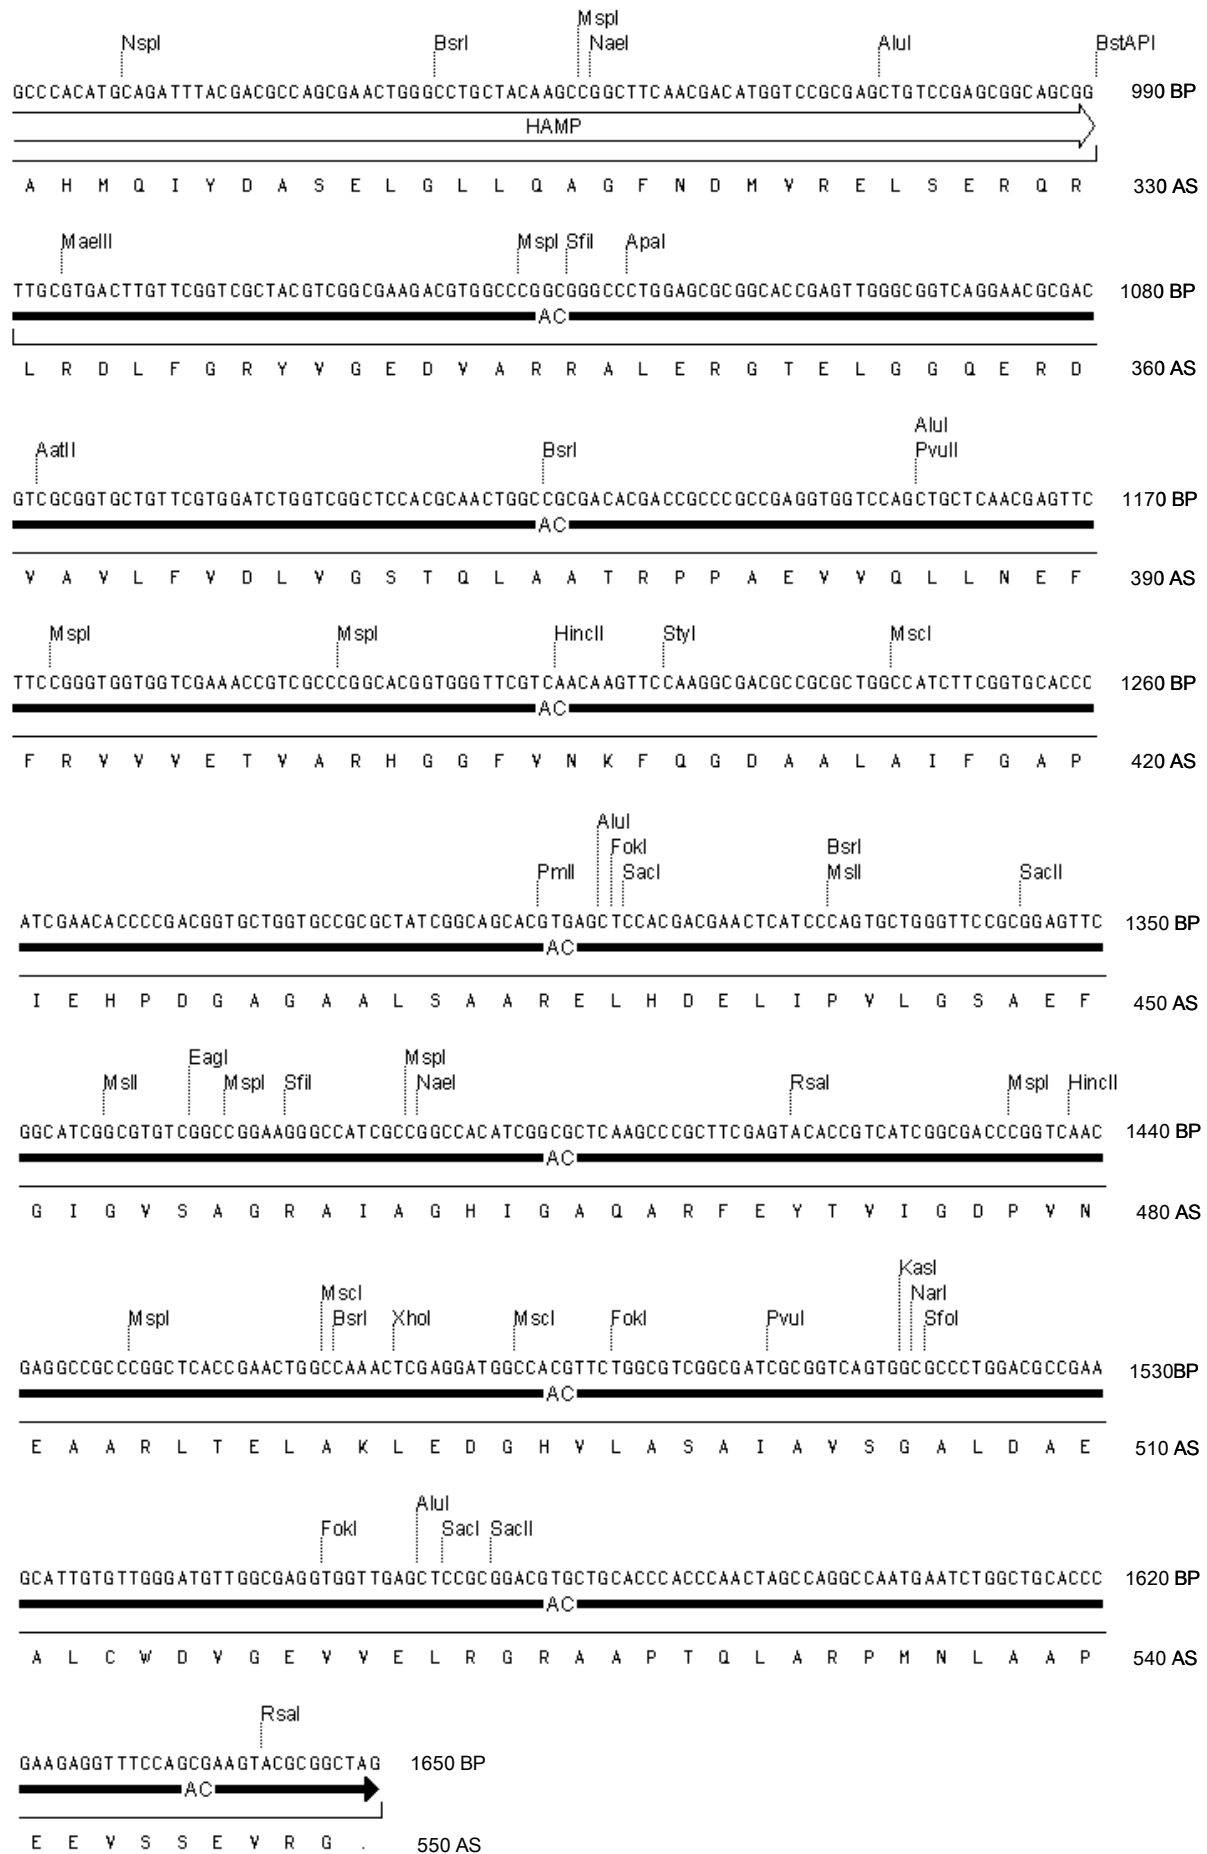 MspI
NspI BsrI NaeI AluI BstAPI
GCCCACATGCAGATTTACGACGCCAGCGAACTGGGCCTGCTACAAGCCGGCTTCAACGACATGGTCCGCGAGCTGTCCGAGCGGCAGCGG 990 BP
HAMP
A H M Q I Y D A S E L G L L Q A G F N D M V R E L S E R Q R 330 AS
MaeIII MspI SfiI ApaI
TTGCGTGACTTGTTCGGTCGCTACGTCGGCGAAGACGTGGCCCGGCGGGCCCTGGAGCGCGGCACCGAGTTGGGCGGTCAGGAACGCGAC 1080 BP
AC
L R D L F G R Y V G E D V A R R A L E R G T E L G G Q E R D 360 AS
AluI
AatII BsrI PvuII
GTCGCGGTGCTGTTCGTGGATCTGGTCGGCTCCACGCAACTGGCCGCGACACGACCGCCCGCCGAGGTGGTCCAGCTGCTCAACGAGTTC 1170 BP
AC
V A V L F V D L V G S T Q L A A T R P P A E V V Q L L N E F 390 AS
MspI MspI HincII StyI MscI
TTCCGGGTGGTGGTCGAAACCGTCGCCCGGCACGGTGGGTTCGTCAACAAGTTCCAAGGCGACGCCGCGCTGGCCATCTTCGGTGCACCC 1260 BP
AC
F R V V V E T V A R H G G F V N K F Q G D A A L A I F G A P 420 AS
AluI
FokI BsrI
PmlI SacI MslI SacII
ATCGAACACCCCGACGGTGCTGGTGCCGCGCTATCGGCAGCACGTGAGCTCCACGACGAACTCATCCCAGTGCTGGGTTCCGCGGAGTTC 1350 BP
AC
I E H P D G A G A A L S A A R E L H D E L I P V L G S A E F 450 AS
EagI MspI
MslI MspI SfiI NaeI RsaI MspI HincII
GGCATCGGCGTGTCGGCCGGAAGGGCCATCGCCGGCCACATCGGCGCTCAAGCCCGCTTCGAGTACACCGTCATCGGCGACCCGGTCAAC 1440 BP
AC
G I G V S A G R A I A G H I G A Q A R F E Y T V I G D P V N 480 AS
KasI
MscI NarI
MspI BsrI XhoI MscI FokI PvuI SfoI
GAGGCCGCCCGGCTCACCGAACTGGCCAAACTCGAGGATGGCCACGTTCTGGCGTCGGCGATCGCGGTCAGTGGCGCCCTGGACGCCGAA 1530BP
AC
E A A R L T E L A K L E D G H V L A S A I A V S G A L D A E 510 AS
AluI
FokI SacI SacII
GCATTGTGTTGGGATGTTGGCGAGGTGGTTGAGCTCCGCGGACGTGCTGCACCCACCCAACTAGCCAGGCCAATGAATCTGGCTGCACCC 1620 BP
AC
A L C W D V G E V V E L R G R A A P T Q L A R P M N L A A P 540 AS
RsaI
GAAGAGGTTTCCAGCGAAGTACGCGGCTAG 1650 BP
AC
E E V S S E V R G . 550 AS